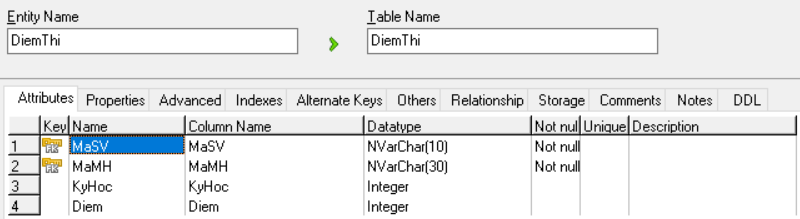 Entity Name Table Name
DiemThi DiemThi
Attributes Properties Advanced Indexes Alternate Keys Others Relationship Storage Comments Notes DDL
Key Name Column Name Datatype Not nul Unique Description
1 MaSV MaSV NVarChar(10) Not null
2 MaMH MaMH NVarChar(30) Not null
3 KyHoc KyHoc Integer
4 Diem Diem Integer